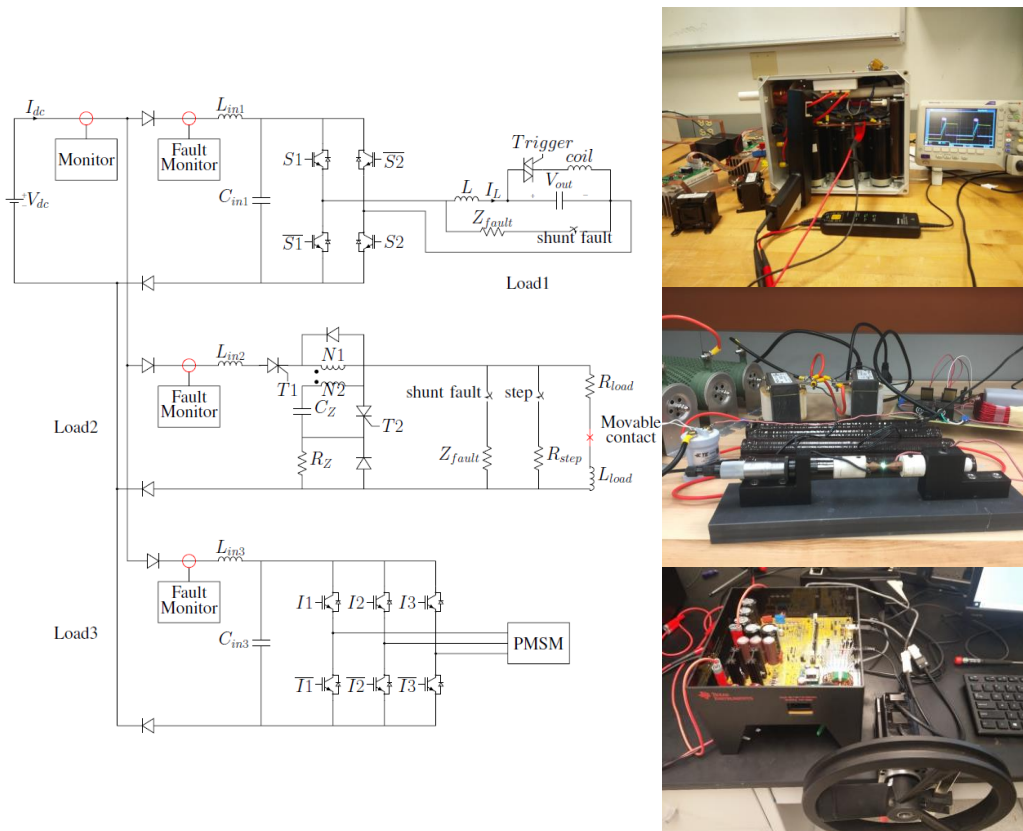 I_dc
Monitor
Fault
Monitor
L_in1
V_dc
C_in1
S1
S2̅
S1̅
S2
Trigger
coil
L
I_L
V_out
Z_fault
shunt fault
Load1
Load2
Fault
Monitor
L_in2
T1
N1
N2
C_Z
T2
R_Z
shunt fault
step
Z_fault
R_step
R_load
Movable
contact
L_load
Load3
Fault
Monitor
L_in3
C_in3
I1
I2
I3
I1̅
I2̅
I3̅
PMSM
TEXAS
INSTRUMENTS